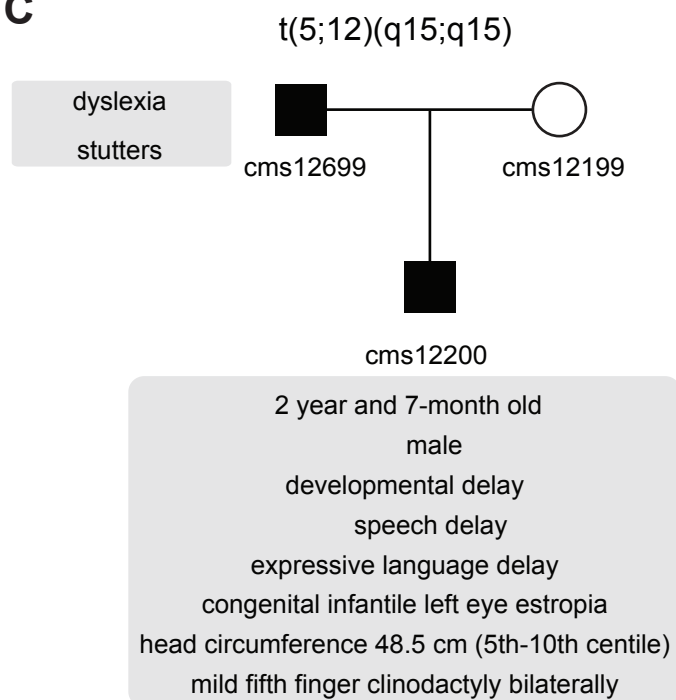 C
t(5;12)(q15;q15)
dyslexia
stutters
cms12699
cms12199
cms12200
2 year and 7-month old
male
developmental delay
speech delay
expressive language delay
congenital infantile left eye estropia
head circumference 48.5 cm (5th-10th centile)
mild fifth finger clinodactyly bilaterally